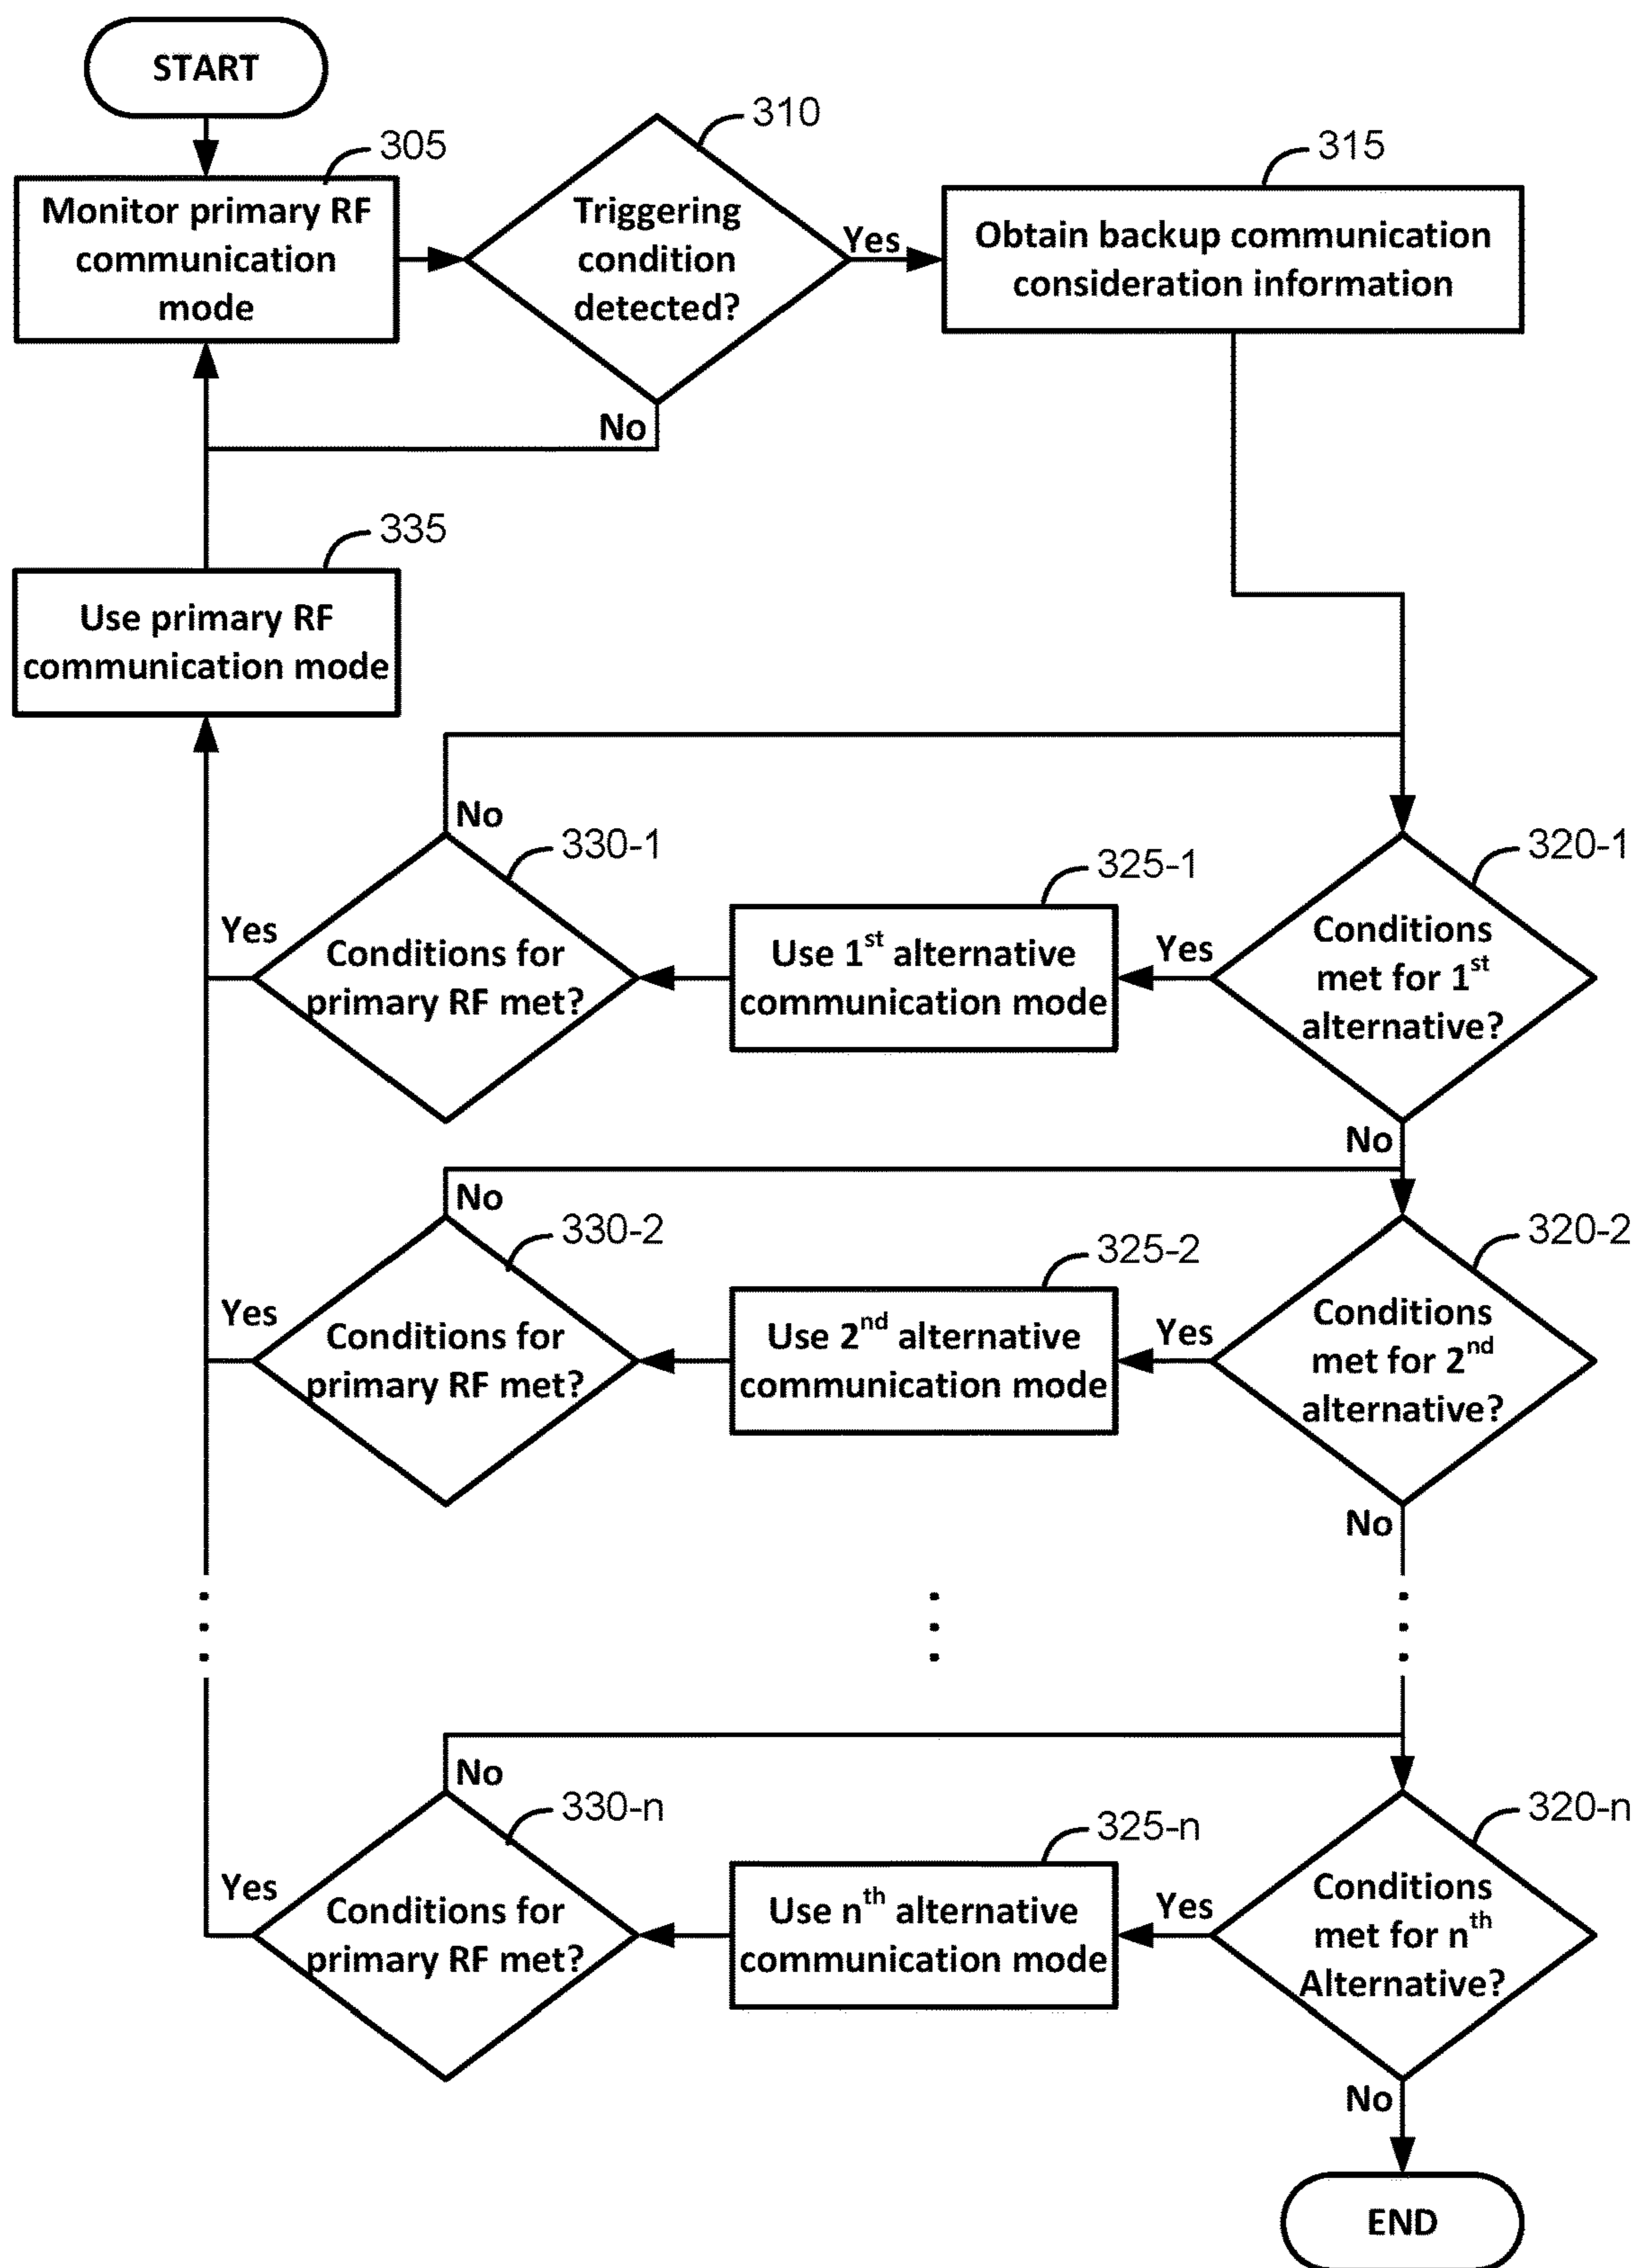 START
305
Monitor primary RF
communication
mode
310
Triggering
condition
detected?
Yes
No
315
Obtain backup communication
consideration information
335
Use primary RF
communication mode
320-1
Conditions
met for 1st
alternative?
Yes
No
325-1
Use 1st alternative
communication mode
330-1
Conditions for
primary RF met?
No
Yes
320-2
Conditions
met for 2nd
alternative?
Yes
No
325-2
Use 2nd alternative
communication mode
330-2
Conditions for
primary RF met?
No
Yes
320-n
Conditions
met for nth
Alternative?
Yes
No
325-n
Use nth alternative
communication mode
330-n
Conditions for
primary RF met?
No
Yes
END